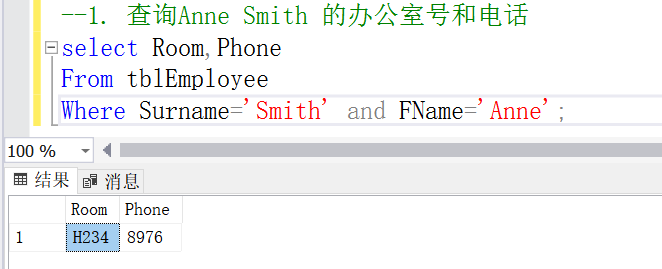 --1. 查询Anne Smith 的办公室号和电话
select Room,Phone
From tblEmployee
Where Surname='Smith' and FName='Anne';
100 %
结果 消息
Room Phone
1 H234 8976